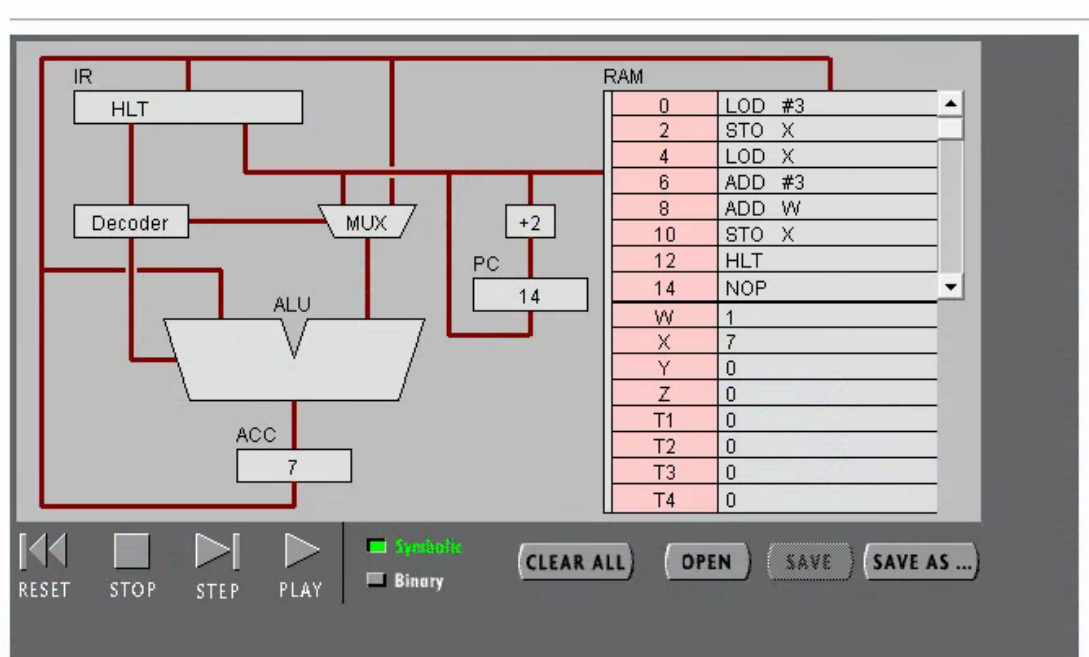 IR
HLT
Decoder
MUX
+2
PC
14
ALU
ACC
7
RAM
0 LOD #3
2 STO X
4 LOD X
6 ADD #3
8 ADD W
10 STO X
12 HLT
14 NOP
W 1
X 7
Y 0
Z 0
T1 0
T2 0
T3 0
T4 0
RESET STOP STEP PLAY
Symbolic
Binary
CLEAR ALL OPEN SAVE SAVE AS ...